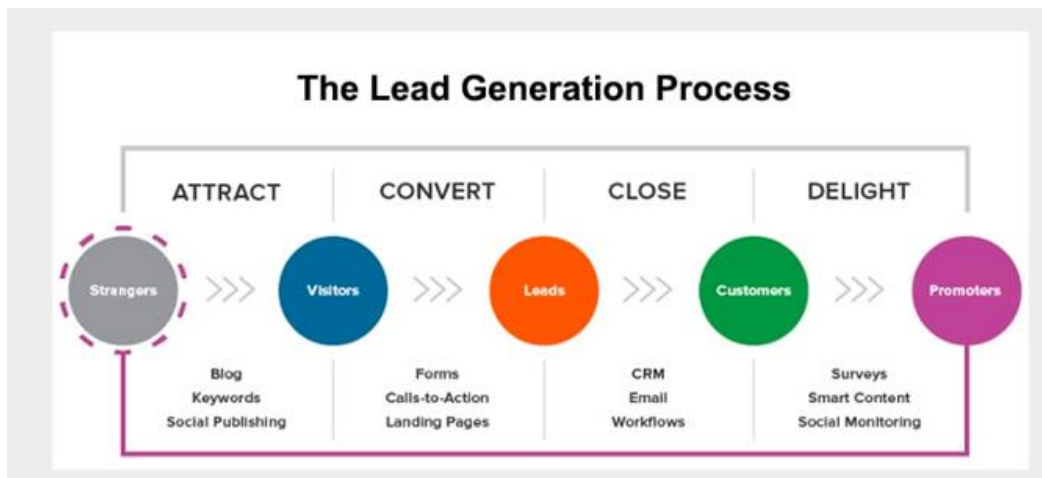 The Lead Generation Process
ATTRACT CONVERT CLOSE DELIGHT
Strangers Visitors Leads Customers Promoters
Blog Forms CRM Surveys
Keywords Calls-to-Action Email Smart Content
Social Publishing Landing Pages Workflows Social Monitoring